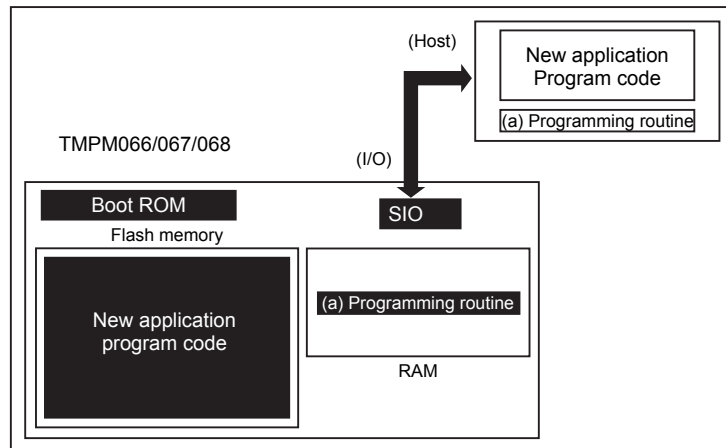 (Host)
New application
Program code
(a) Programming routine
TMPM066/067/068
(I/O)
Boot ROM
SIO
Flash memory
(a) Programming routine
New application
program code
RAM